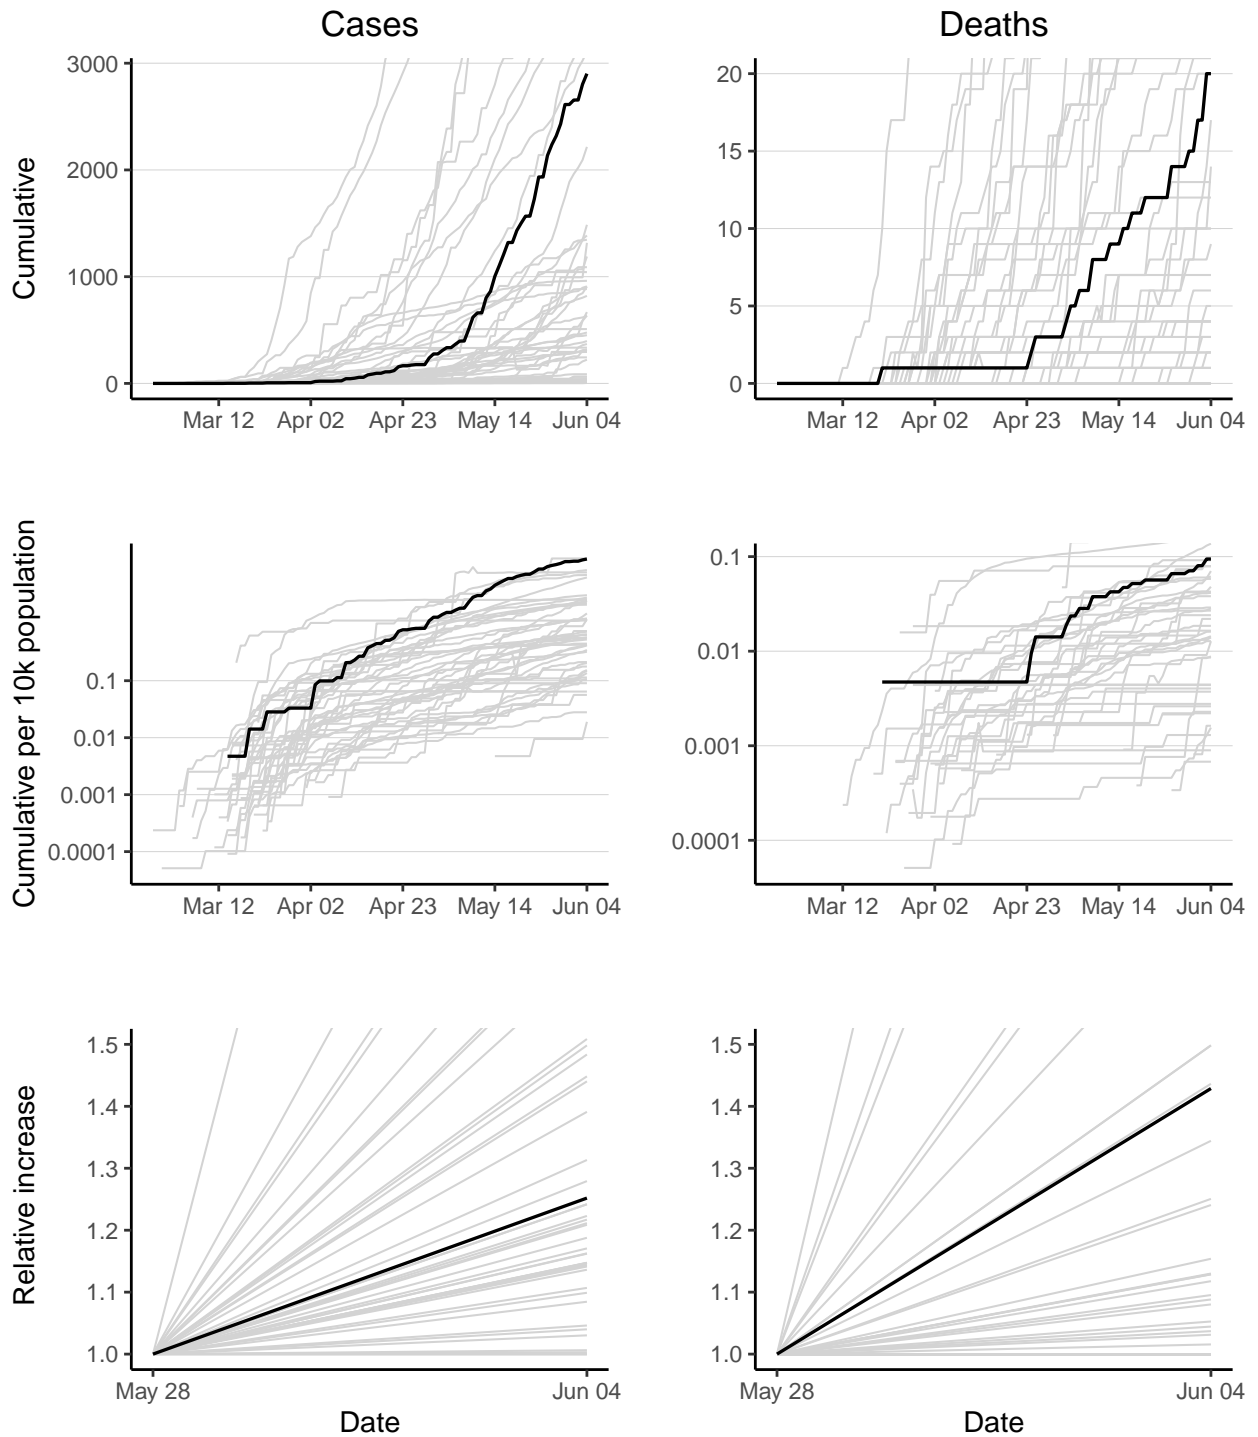 Cases
Deaths
Cumulative
3000
2000
1000
0
Mar 12 Apr 02 Apr 23 May 14 Jun 04
20
15
10
5
0
Mar 12 Apr 02 Apr 23 May 14 Jun 04
Cumulative per 10k population
0.1
0.01
0.001
0.0001
Mar 12 Apr 02 Apr 23 May 14 Jun 04
0.1
0.01
0.001
0.0001
Mar 12 Apr 02 Apr 23 May 14 Jun 04
Relative increase
1.5
1.4
1.3
1.2
1.1
1.0
May 28 Jun 04
Date
1.5
1.4
1.3
1.2
1.1
1.0
May 28 Jun 04
Date